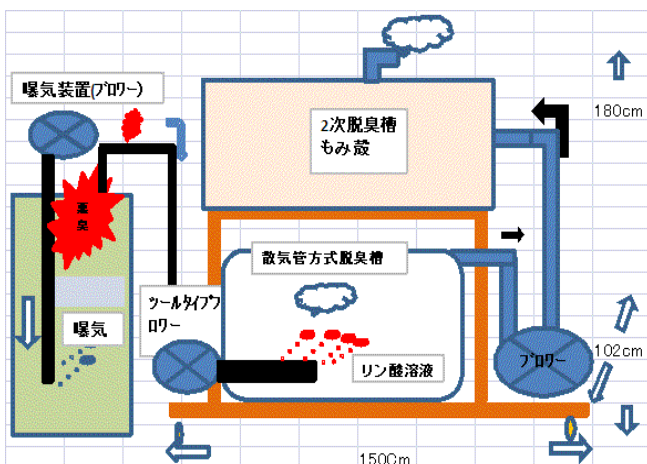 曝気装置(ブロワー)
2次脱臭槽
もみ殻
180cm
悪臭
散気管方式脱臭槽
ツールタイプブ
ロワー
曝気
リン酸溶液
ブロワー
102cm
150Cm